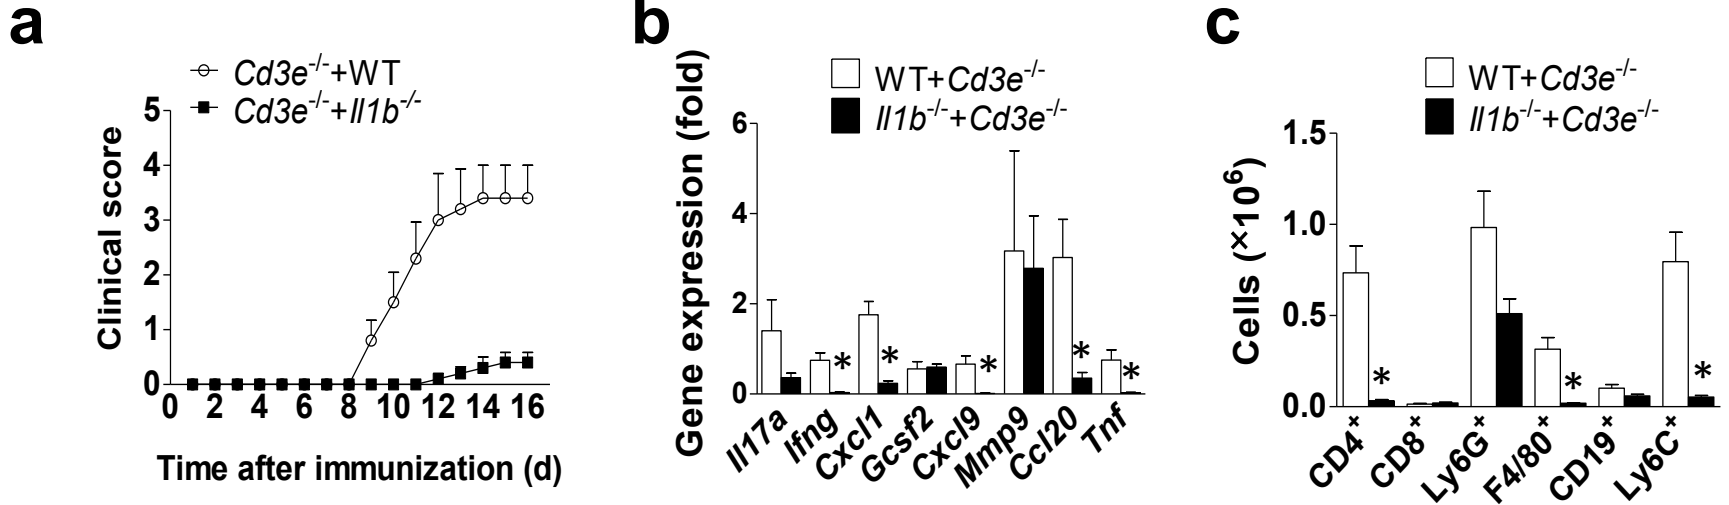 a
Cd3e-/-+WT
Cd3e-/-+Il1b-/-
Clinical score
5
4
3
2
1
0
0 2 4 6 8 10 12 14 16
Time after immunization (d)
b
WT+Cd3e-/-
Il1b-/-+Cd3e-/-
Gene expression (fold)
6
4
2
0
* * * * *
Il17a Ifng Cxcl1 Gcsf2 Cxcl9 Mmp9 Ccl20 Tnf
c
WT+Cd3e-/-
Il1b-/-+Cd3e-/-
Cells (×10⁶)
1.5
1.0
0.5
0.0
* * *
CD4⁺ CD8⁺ Ly6G⁺ F4/80⁺ CD19⁺ Ly6C⁺